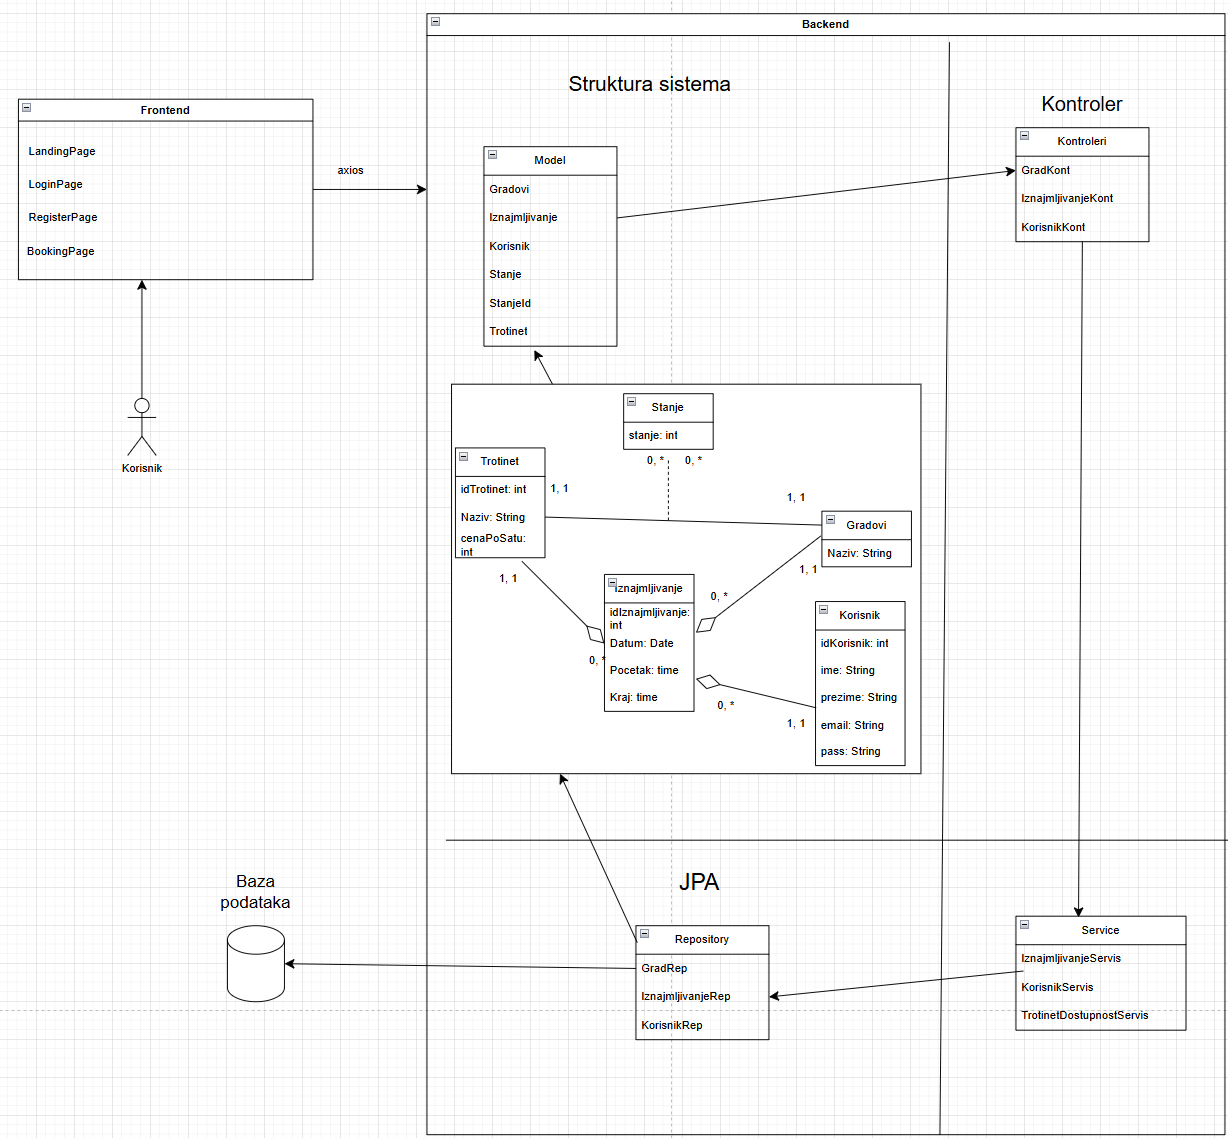 Backend
Struktura sistema
Kontroler
Frontend
LandingPage
LoginPage
RegisterPage
BookingPage
axios
Korisnik
Model
Gradovi
Iznajmljivanje
Korisnik
Stanje
StanjeId
Trotinet
Kontroleri
GradKont
IznajmljivanjeKont
KorisnikKont
Stanje
stanje: int
0, *
0, *
Trotinet
idTrotinet: int
Naziv: String
cenaPoSatu:
int
1, 1
1, 1
Gradovi
Naziv: String
1, 1
1, 1
0, *
Iznajmljivanje
idIznajmljivanje:
int
Datum: Date
Pocetak: time
Kraj: time
0, *
0, *
1, 1
Korisnik
idKorisnik: int
ime: String
prezime: String
email: String
pass: String
JPA
Baza
podataka
Repository
GradRep
IznajmljivanjeRep
KorisnikRep
Service
IznajmljivanjeServis
KorisnikServis
TrotinetDostupnostServis